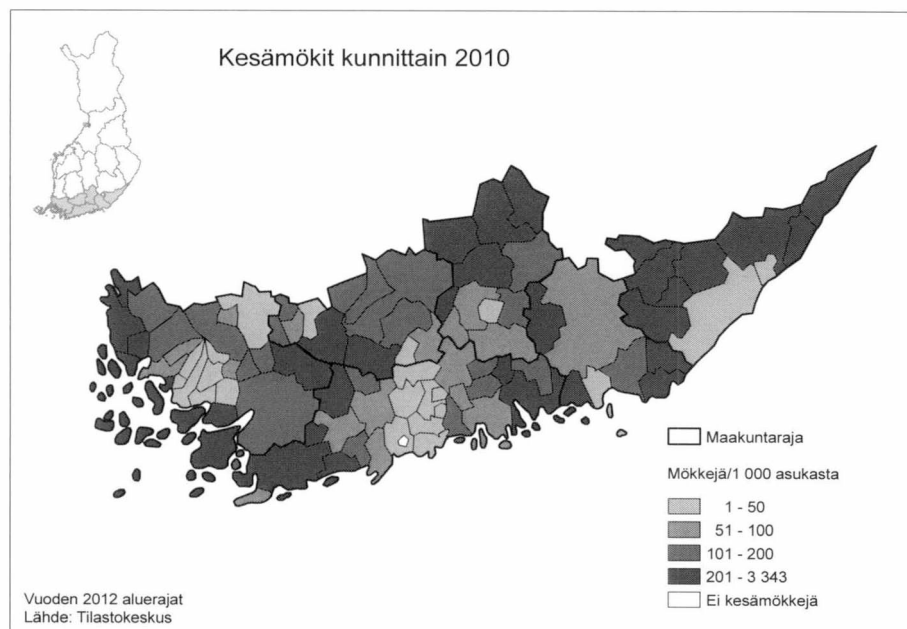 Kesämökit kunnittain 2010
Maakuntaraja
Mökkejä/1 000 asukasta
1 - 50
51 - 100
101 - 200
201 - 3 343
Ei kesämökkejä
Vuoden 2012 aluerajat
Lähde: Tilastokeskus